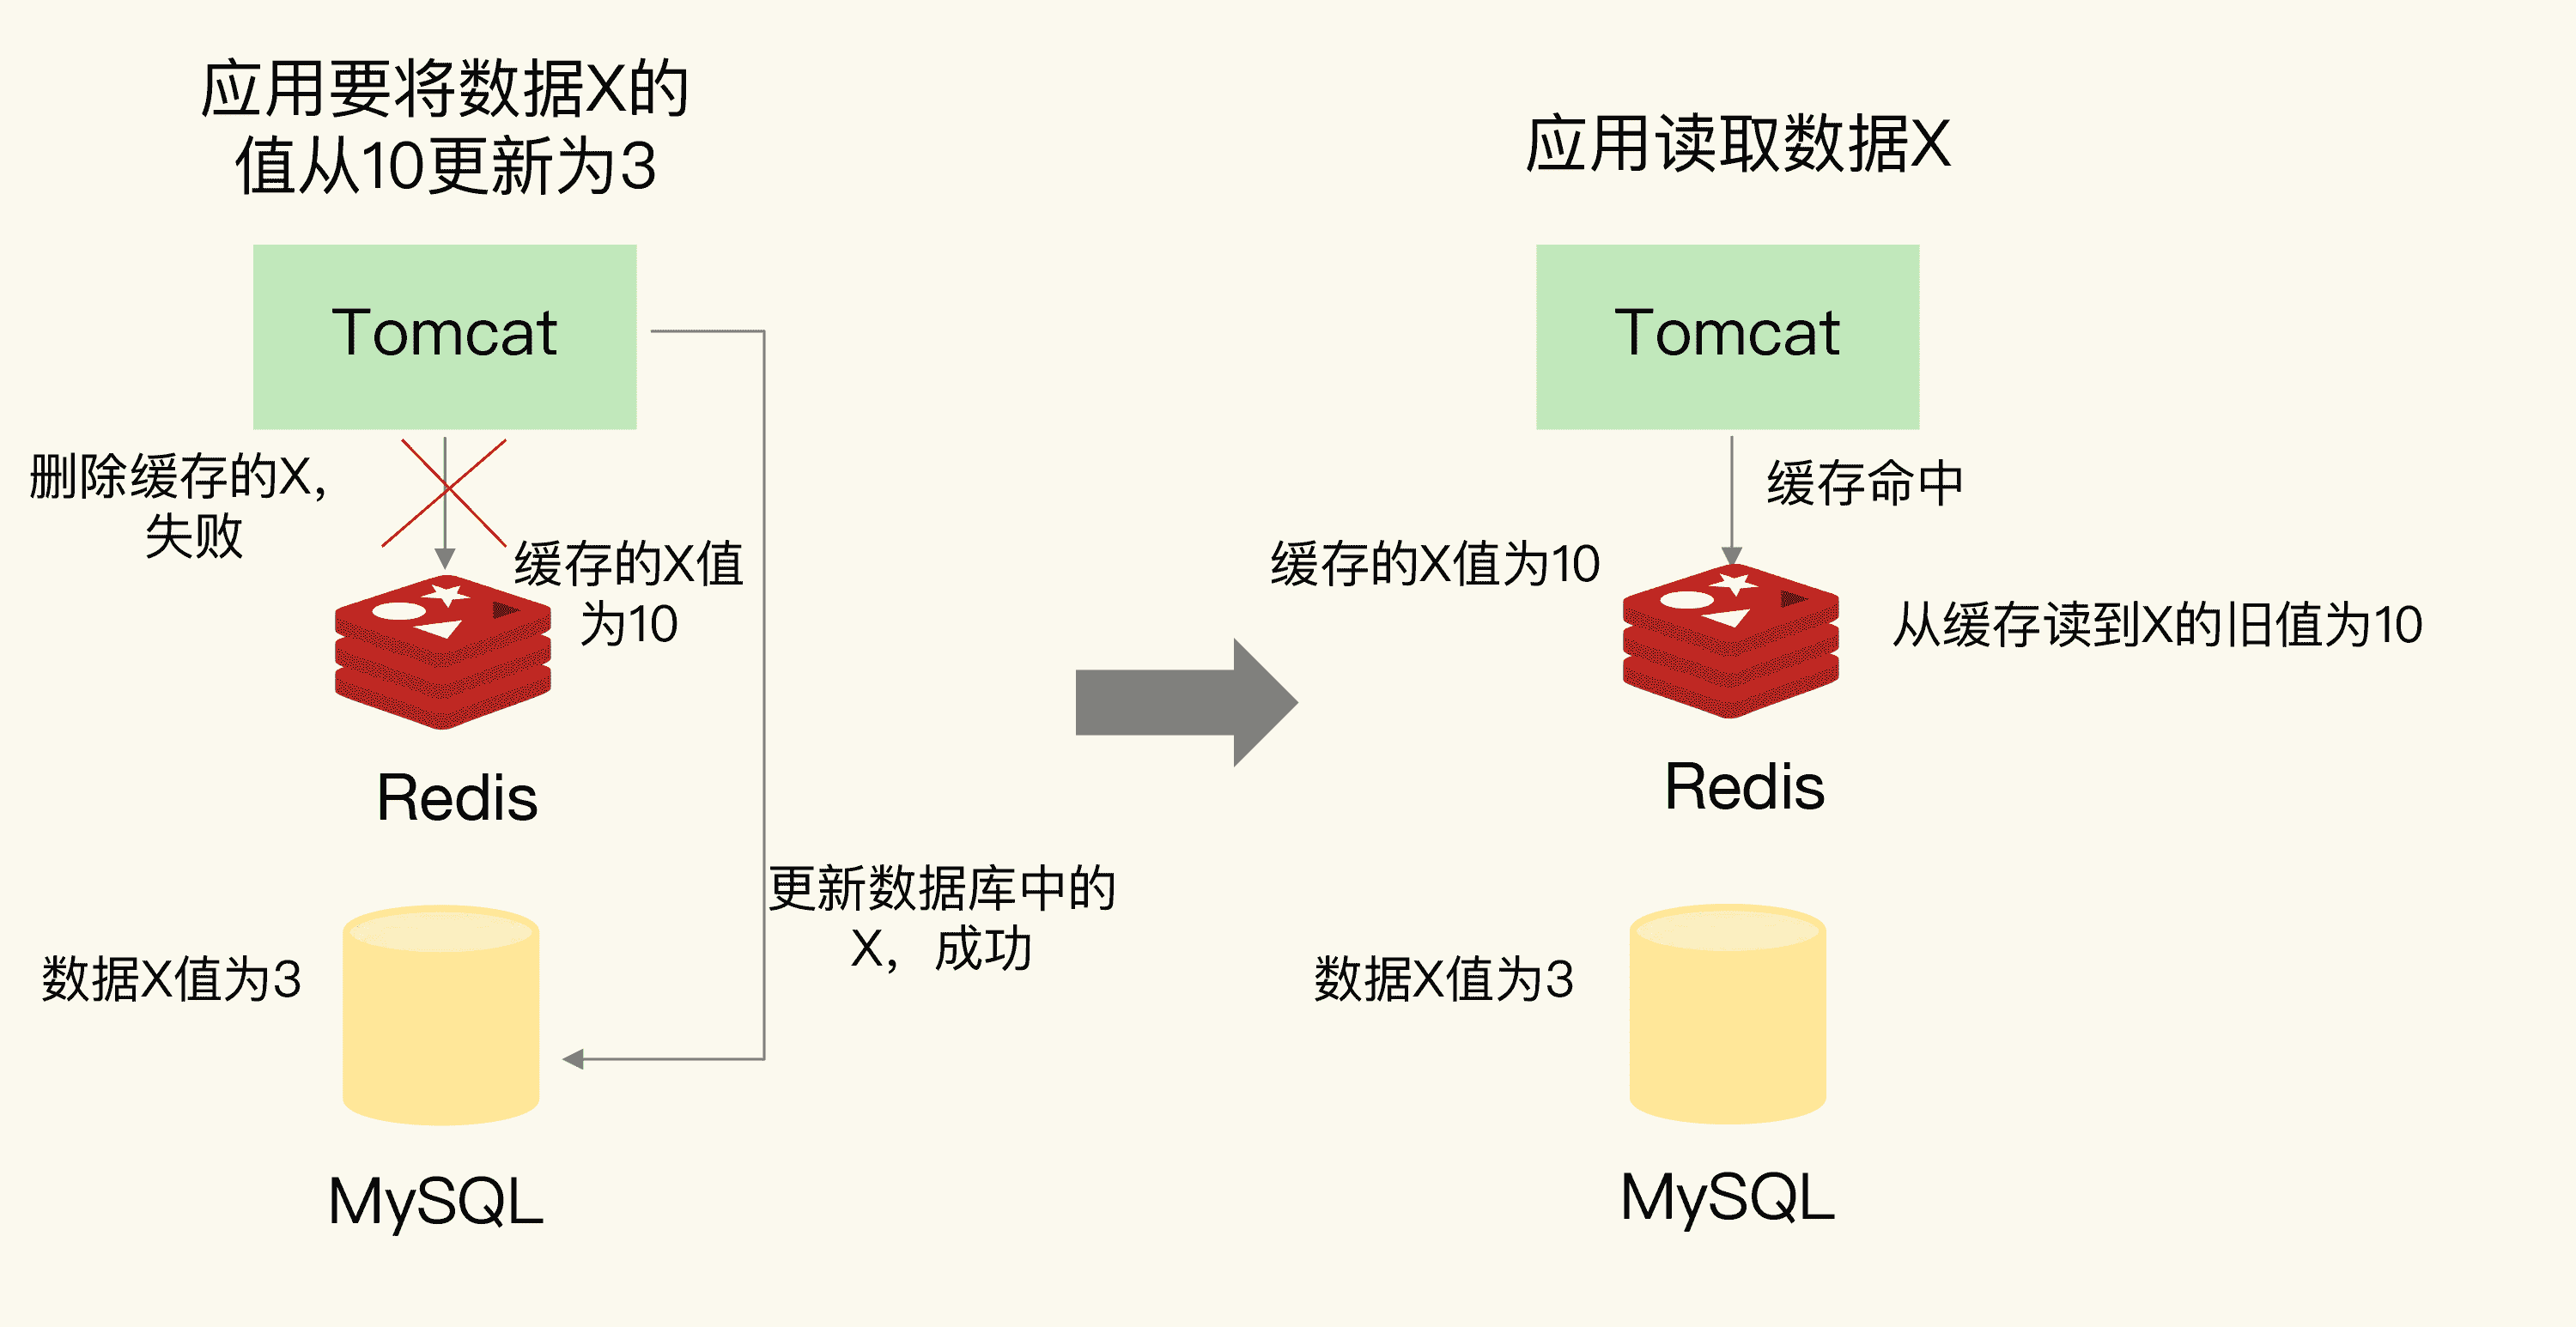 应用要将数据X的
值从10更新为3
Tomcat
删除缓存的X，
失败
缓存的X值
为10
Redis
更新数据库中的
X，成功
数据X值为3
MySQL
应用读取数据X
Tomcat
缓存命中
缓存的X值为10
从缓存读到X的旧值为10
Redis
数据X值为3
MySQL